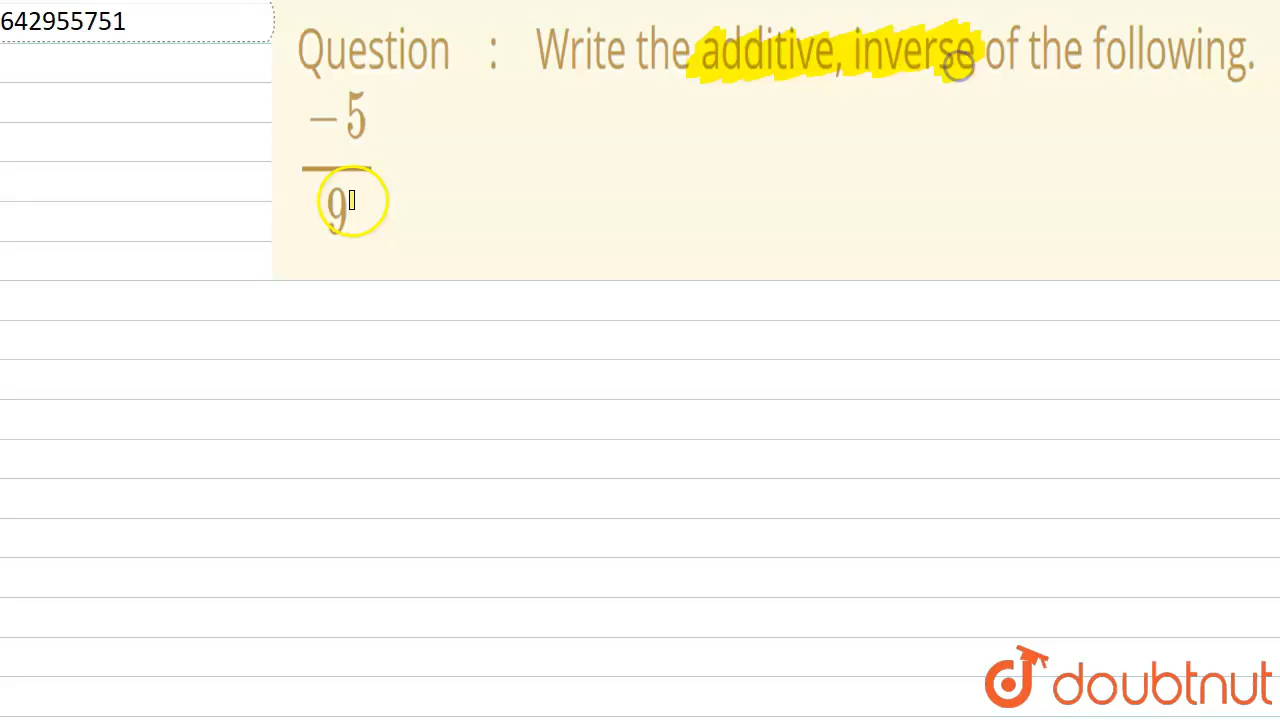 642955751
Question : Write the additive, inverse of the following.
- 5
9
doubtnut